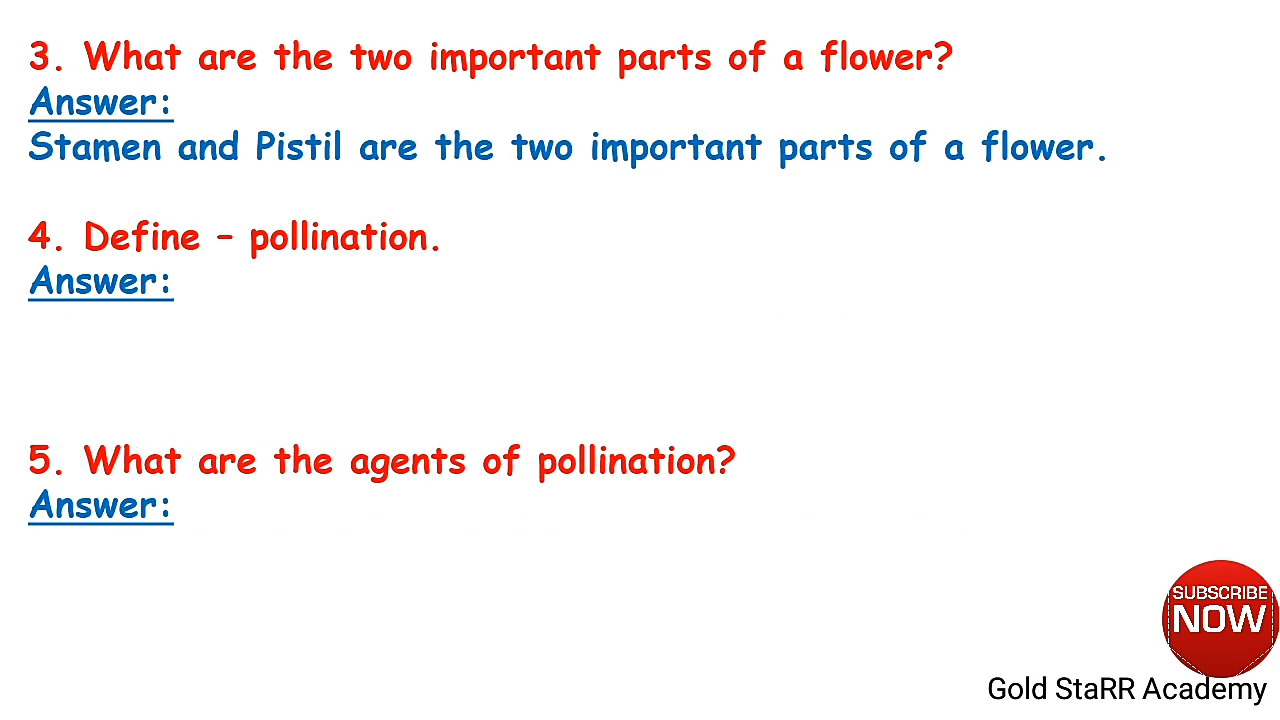 3. What are the two important parts of a flower?
Answer:
Stamen and Pistil are the two important parts of a flower.
4. Define – pollination.
Answer:
5. What are the agents of pollination?
Answer:
SUBSCRIBE
NOW
Gold StaRR Academy